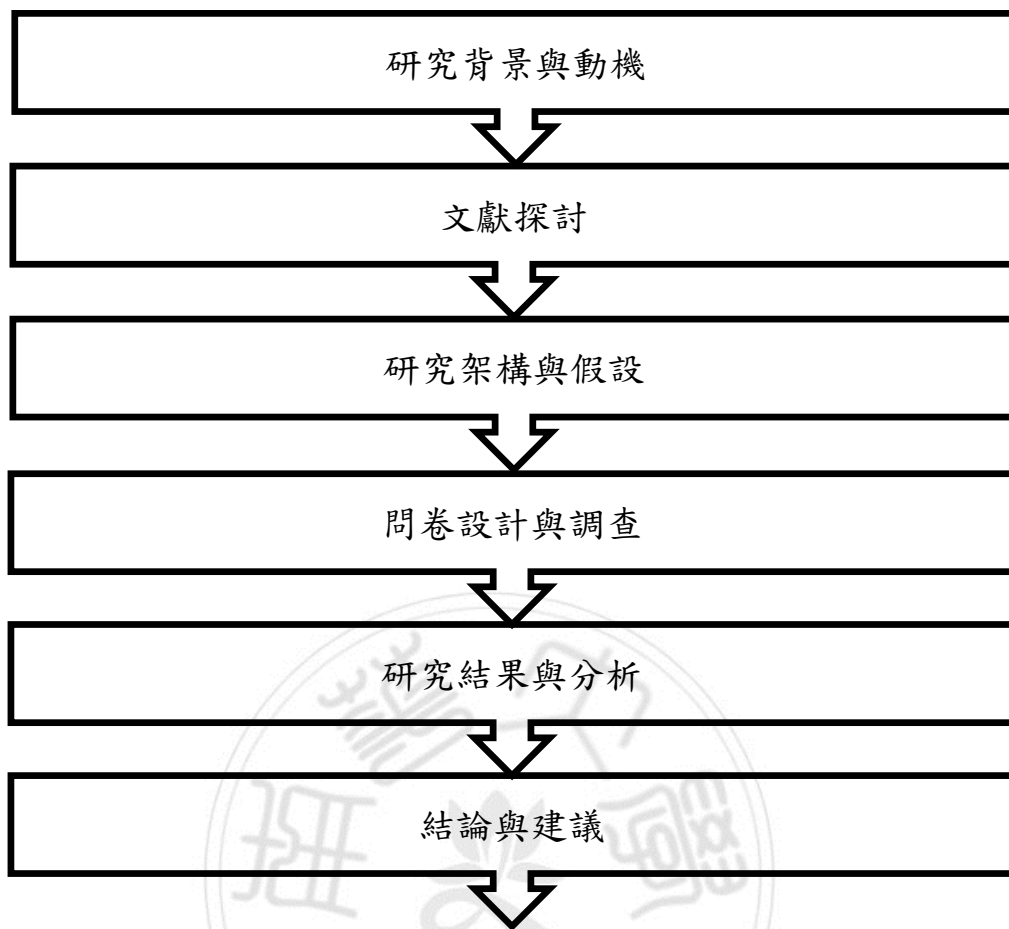 研究背景與動機
文獻探討
研究架構與假設
問卷設計與調查
研究結果與分析
結論與建議